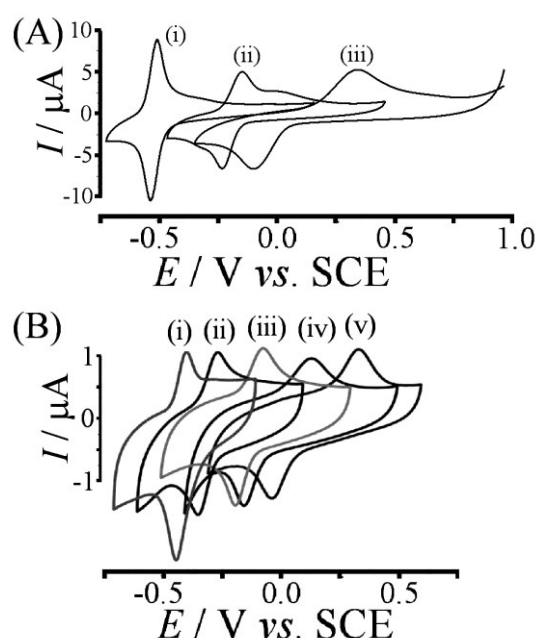 (A)
10
5
0
-5
-10
I / µA
(i)
(ii)
(iii)
-0.5
0.0
0.5
1.0
E / V vs. SCE
(B)
1
0
-1
I / µA
(i)
(ii)
(iii)
(iv)
(v)
-0.5
0.0
0.5
E / V vs. SCE